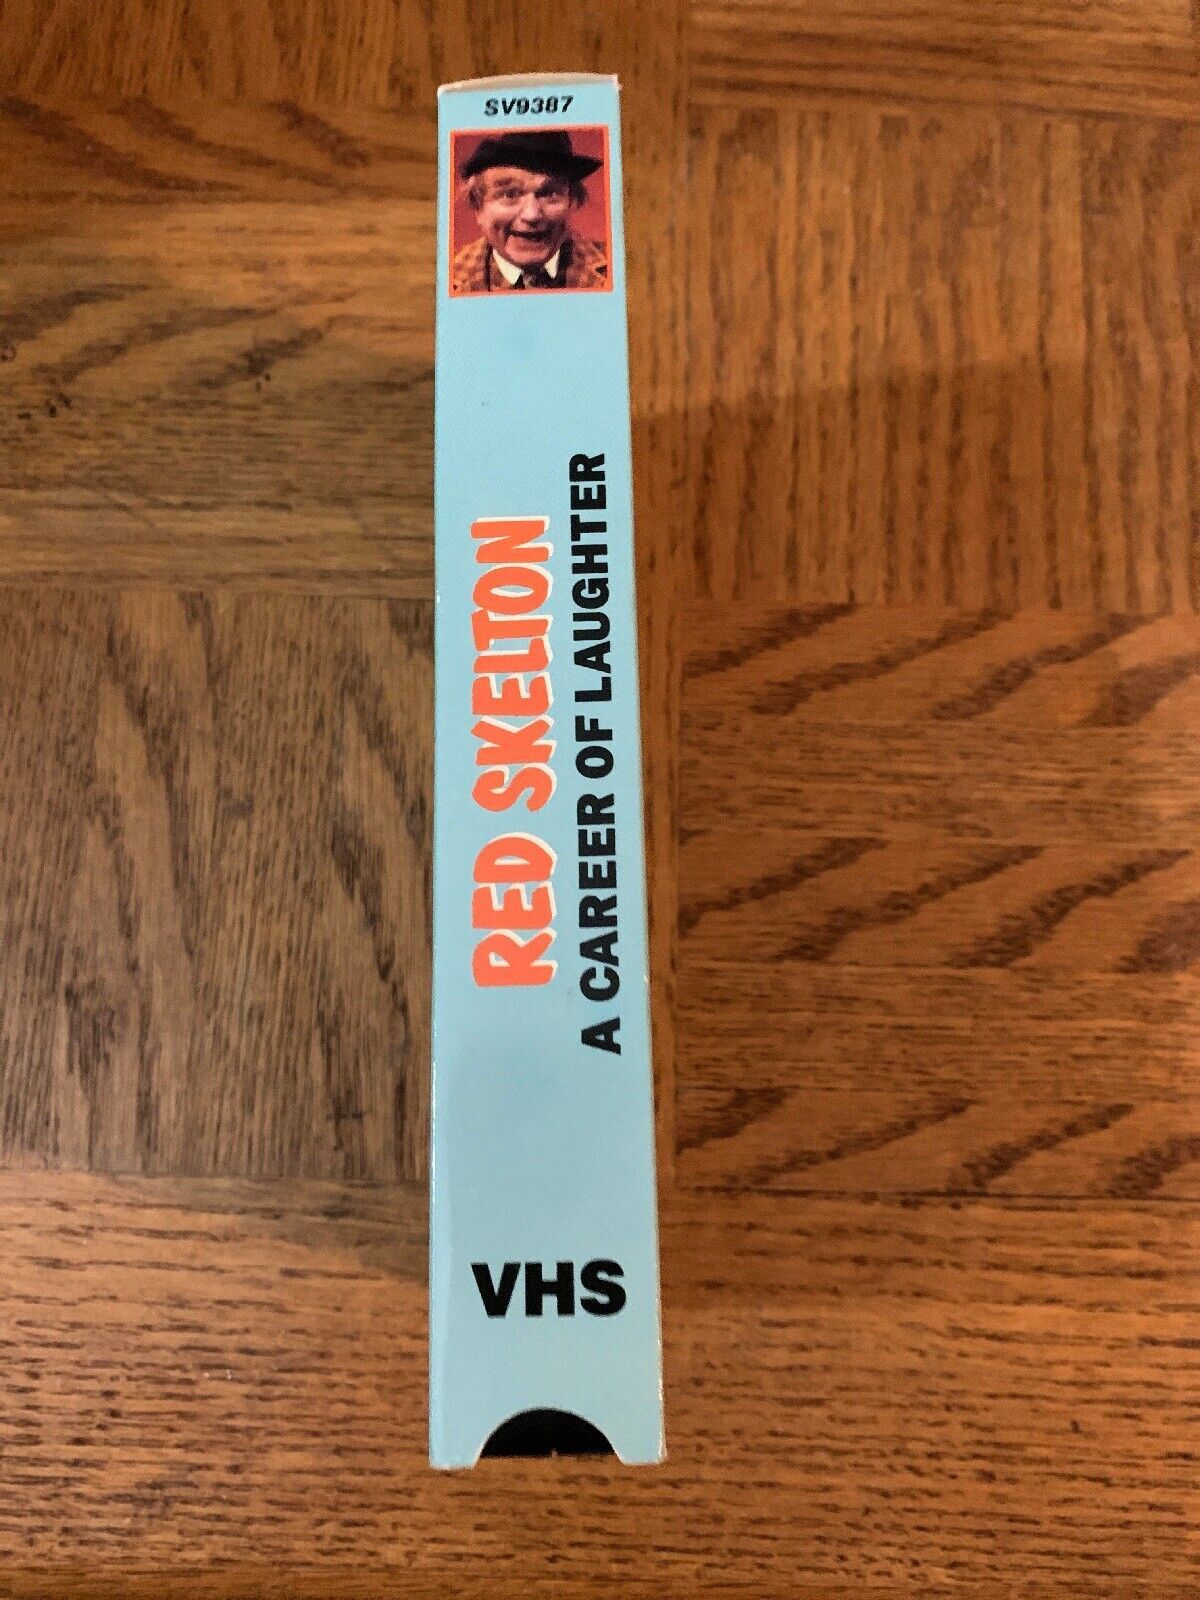 SV9387
RED SKELTON
A CAREER OF LAUGHTER
VHS